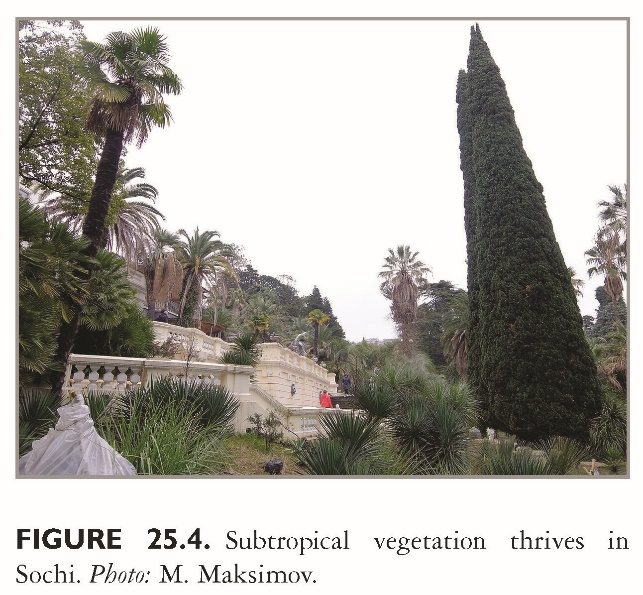 FIGURE 25.4. Subtropical vegetation thrives in
Sochi. Photo: M. Maksimov.